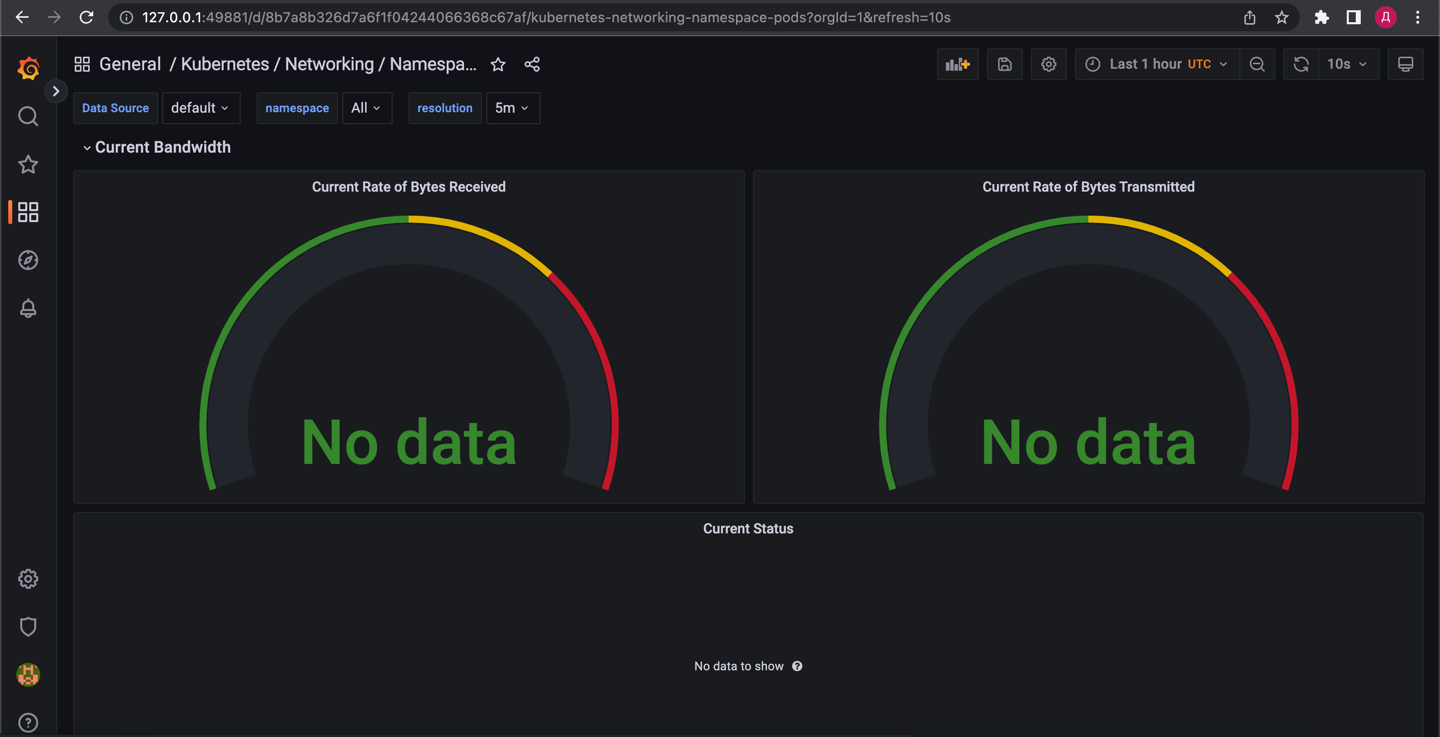 127.0.0.1:49881/d/8b7a8b326d7a6f1f04244066368c67af/kubernetes-networking-namespace-pods?orgId=1&refresh=10s
Д
General / Kubernetes / Networking / Namespa...
Last 1 hour UTC
10s
Data Source default namespace All resolution 5m
Current Bandwidth
Current Rate of Bytes Received
No data
Current Rate of Bytes Transmitted
No data
Current Status
No data to show